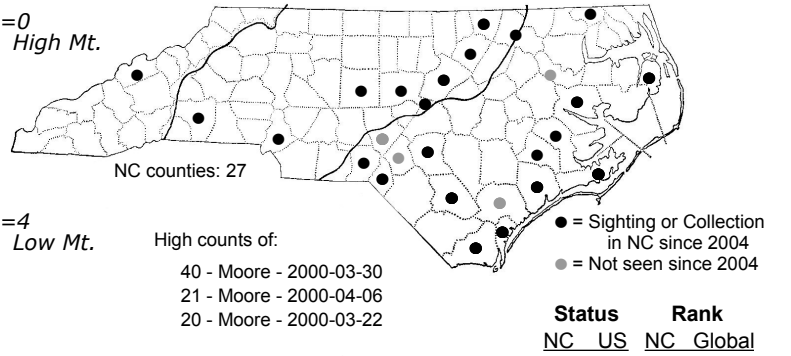 =0
High Mt.
NC counties: 27
=4
Low Mt.
High counts of:
40 - Moore - 2000-03-30
21 - Moore - 2000-04-06
20 - Moore - 2000-03-22
= Sighting or Collection
in NC since 2004
= Not seen since 2004
Status Rank
NC US NC Global